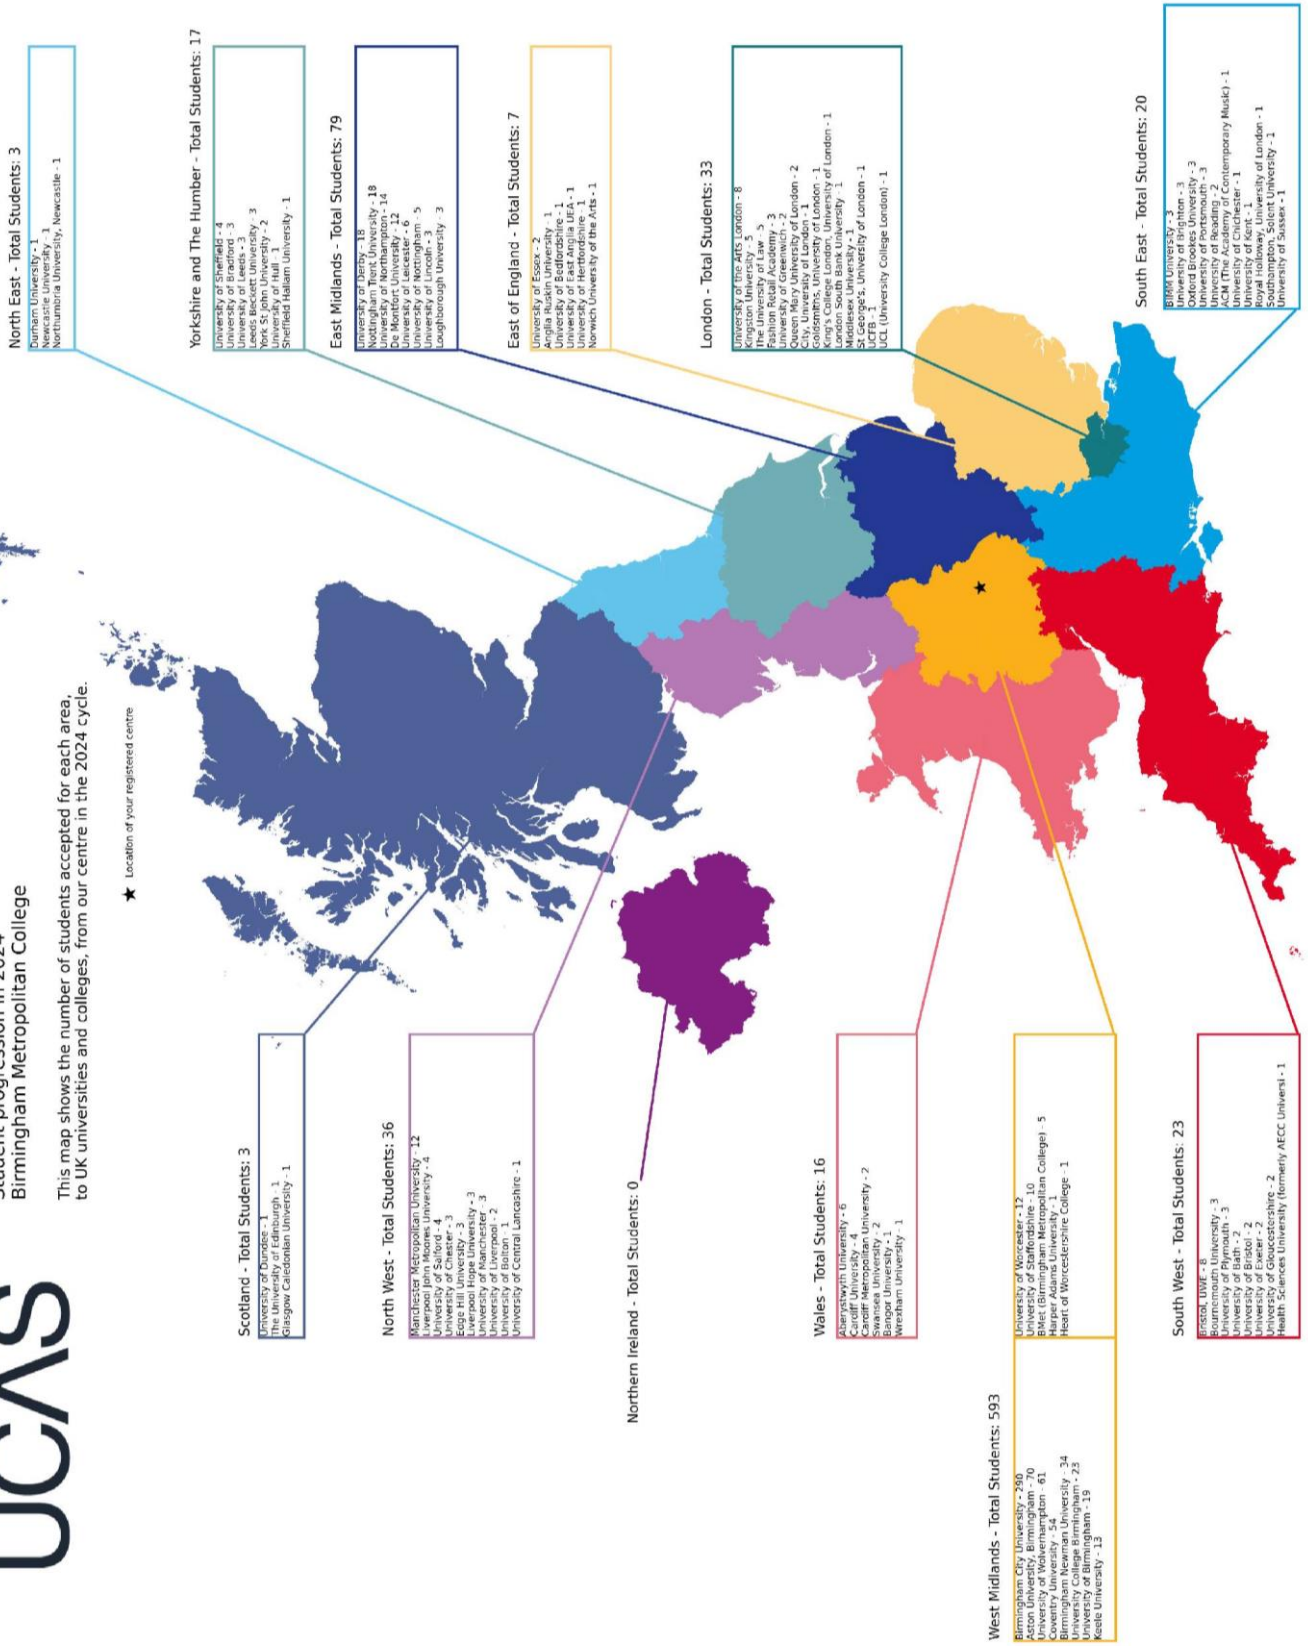 UCAS
Student progression in 2024
Birmingham Metropolitan College
This map shows the number of students accepted for each area,
to UK universities and colleges, from our centre in the 2024 cycle.
★ Location of your registered centre
Scotland - Total Students: 3
University of Dundee - 1
The University of Edinburgh - 1
Glasgow Caledonian University - 1
North West - Total Students: 36
Manchester Metropolitan University - 12
Liverpool John Moores University - 4
University of Salford - 4
University of Chester - 3
Edge Hill University - 3
Liverpool Hope University - 3
University of Manchester - 3
University of Liverpool - 2
University of Bolton - 1
University of Central Lancashire - 1
Northern Ireland - Total Students: 0
Wales - Total Students: 16
Aberystwyth University - 6
Cardiff University - 4
Cardiff Metropolitan University - 2
Swansea University - 2
Bangor University - 1
Wrexham University - 1
West Midlands - Total Students: 593
Birmingham City University - 290
Aston University, Birmingham - 70
University of Wolverhampton - 61
Coventry University - 54
Birmingham Newman University - 34
University College Birmingham - 23
University of Birmingham - 19
Keele University - 13
University of Worcester - 12
University of Staffordshire - 10
BMet (Birmingham Metropolitan College) - 5
Harper Adams University - 1
Heart of Worcestershire College - 1
South West - Total Students: 23
Bristol, UWE - 8
Bournemouth University - 3
University of Plymouth - 3
University of Bath - 2
University of Bristol - 2
University of Exeter - 2
University of Gloucestershire - 2
Health Sciences University (formerly AECC Universi - 1
North East - Total Students: 3
Durham University - 1
Newcastle University - 1
Northumbria University, Newcastle - 1
Yorkshire and The Humber - Total Students: 17
University of Sheffield - 4
University of Bradford - 3
University of Leeds - 3
Leeds Beckett University - 3
York St John University - 2
University of Hull - 1
Sheffield Hallam University - 1
East Midlands - Total Students: 79
University of Derby - 18
Nottingham Trent University - 18
University of Northampton - 14
De Montfort University - 12
University of Leicester - 6
University of Nottingham - 5
University of Lincoln - 3
Loughborough University - 3
East of England - Total Students: 7
University of Essex - 2
Anglia Ruskin University - 1
University of Bedfordshire - 1
University of East Anglia UEA - 1
University of Hertfordshire - 1
Norwich University of the Arts - 1
London - Total Students: 33
University of the Arts London - 8
Kingston University - 5
The University of Law - 5
Fashion Retail Academy - 3
University of Greenwich - 2
Queen Mary University of London - 2
City, University of London - 1
Goldsmiths, University of London - 1
King's College London, University of London - 1
London South Bank University - 1
Middlesex University - 1
St George's, University of London - 1
UCFB - 1
UCL (University College London) - 1
South East - Total Students: 20
BIMM University - 3
University of Brighton - 3
Oxford Brookes University - 3
University of Portsmouth - 3
University of Reading - 2
ACM (The Academy of Contemporary Music) - 1
University of Chichester - 1
University of Kent - 1
Royal Holloway, University of London - 1
Southampton, Solent University - 1
University of Sussex - 1